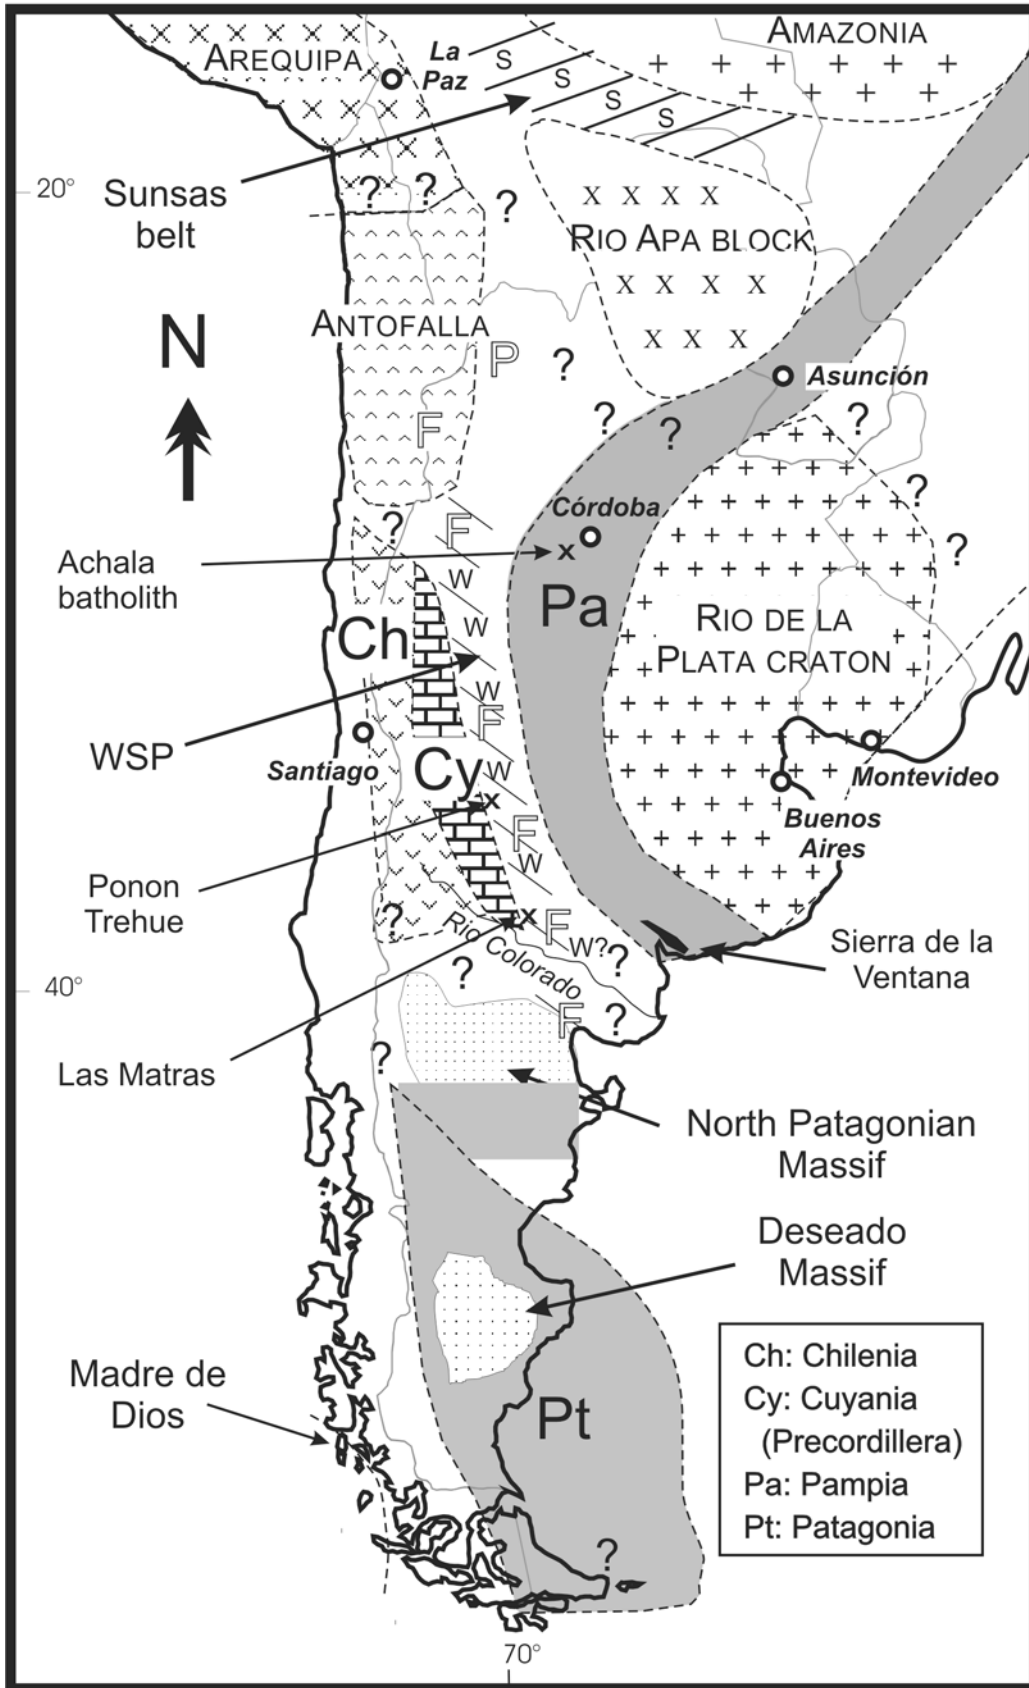 AMAZONIA
AREQUIPA
La
Paz
S
S
S
S
20°
? ? ?
Sunsas
belt
X X X X
RIO APA BLOCK
X X X X
X X X
N
ANTOFALLA
P
?
Asunción
F
? ? ?
?
Córdoba
?
F
x
?
Achala
batholith
W
Pa
RIO DE LA
PLATA CRATON
Ch
W
W
F
WSP
Santiago
Cy
W
Montevideo
x
Buenos
Aires
F
W
Ponon
Trehue
?
x
F
Rio Colorado
W?
?
Sierra de la
Ventana
40°
?
F
?
?
Las Matras
North Patagonian
Massif
Deseado
Massif
Madre de
Dios
Pt
Ch: Chilenia
Cy: Cuyania
(Precordillera)
Pa: Pampia
Pt: Patagonia
?
70°